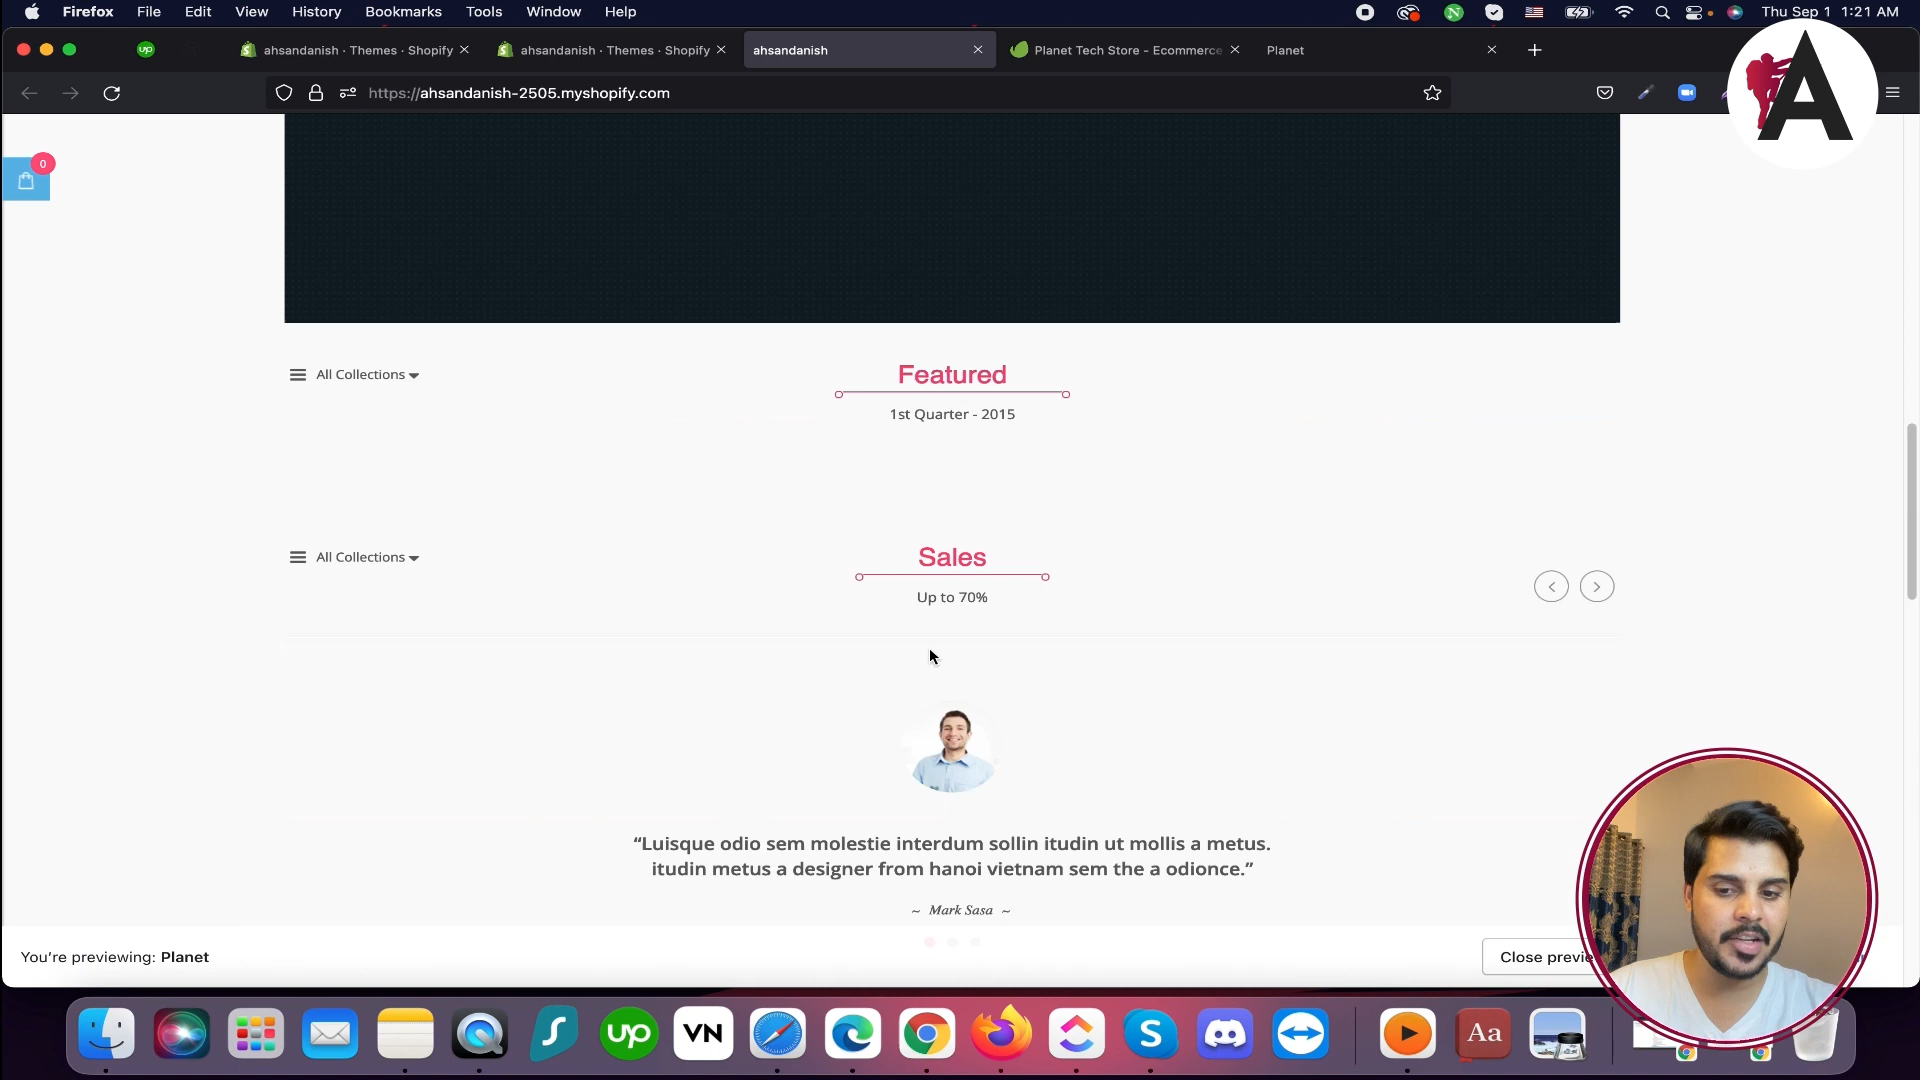 Firefox File Edit View History Bookmarks Tools Window Help Thu Sep 1 1:21 AM
up ahsandanish · Themes · Shopify ahsandanish · Themes · Shopify ahsandanish Planet Tech Store - Ecommerce Planet
https://ahsandanish-2505.myshopify.com
A
0
All Collections
Featured
1st Quarter - 2015
All Collections
Sales
Up to 70%
“Luisque odio sem molestie interdum sollin itudin ut mollis a metus.
itudin metus a designer from hanoi vietnam sem the a odionce.”
~ Mark Sasa ~
You're previewing: Planet
Close previe
up VN S Aa